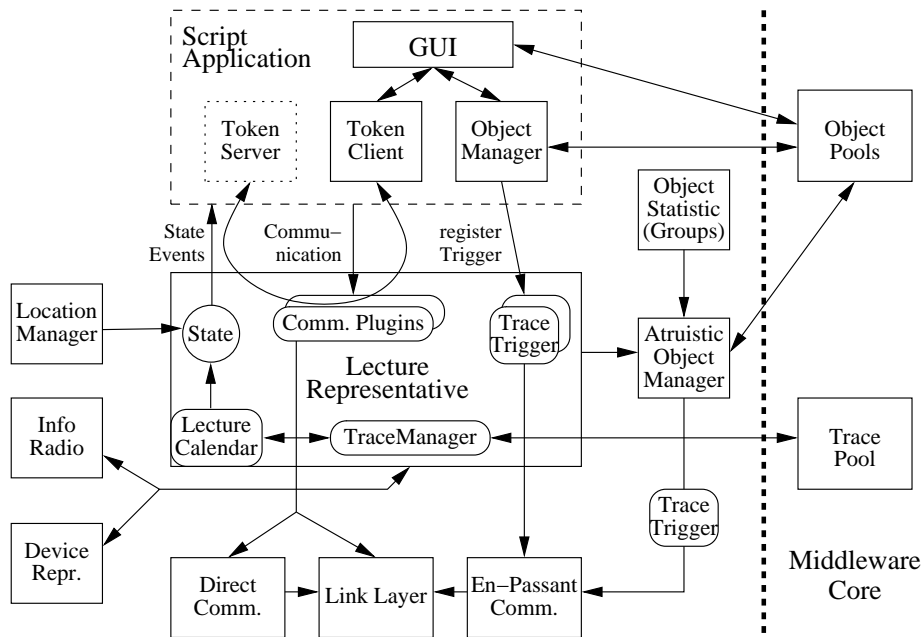 Script
Application
GUI
Token
Server
Token
Client
Object
Manager
Object
Pools
Object
Statistic
(Groups)
State
Events
Commu–
nication
register
Trigger
Location
Manager
State
Comm. Plugins
Trace
Trigger
Atruistic
Object
Manager
Lecture
Representative
Info
Radio
Lecture
Calendar
TraceManager
Trace
Pool
Trace
Trigger
Device
Repr.
Direct
Comm.
Link Layer
En–Passant
Comm.
Middleware
Core